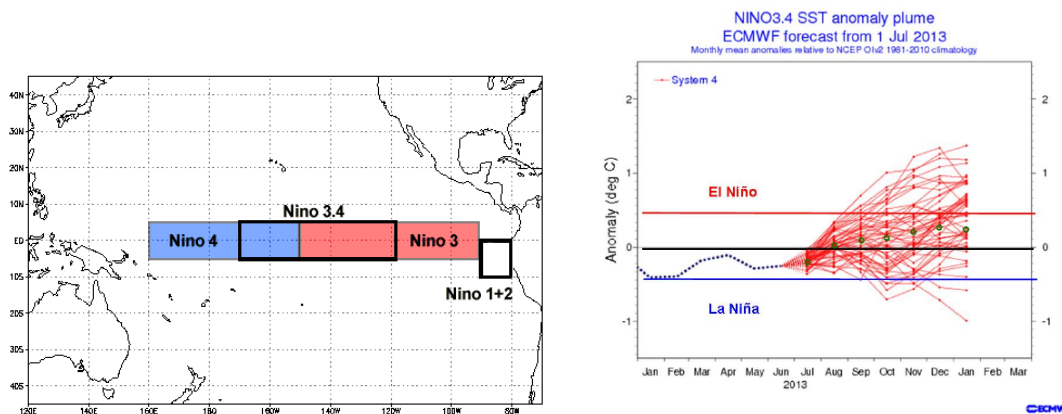 40N
30N
20N
10N
EQ
10S
20S
30S
40S
120E
140E
160E
180
160W
140W
120W
100W
80W
Nino 3.4
Nino 4
Nino 3
Nino 1+2
NINO3.4 SST anomaly plume
ECMWF forecast from 1 Jul 2013
Monthly mean anomalies relative to NCEP OIv2 1981-2010 climatology
System 4
Anomaly (deg C)
2
1
0
-1
2
1
0
-1
El Niño
La Niña
Jan Feb Mar Apr May Jun Jul Aug Sep Oct Nov Dec Jan Feb Mar
2013